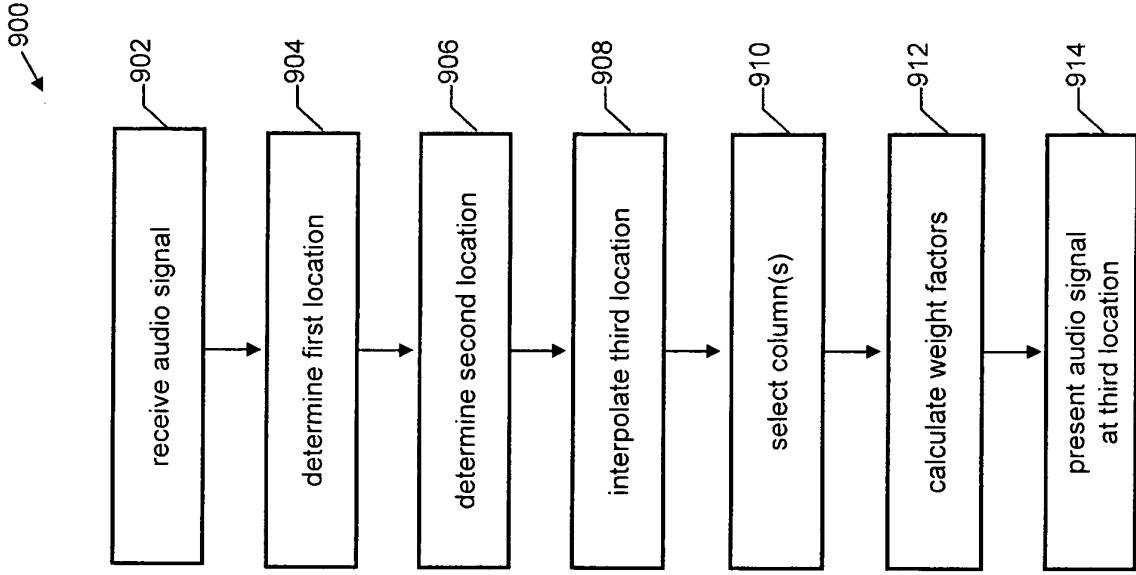 900
receive audio signal
902
determine first location
904
determine second location
906
interpolate third location
908
select column(s)
910
calculate weight factors
912
present audio signal
at third location
914